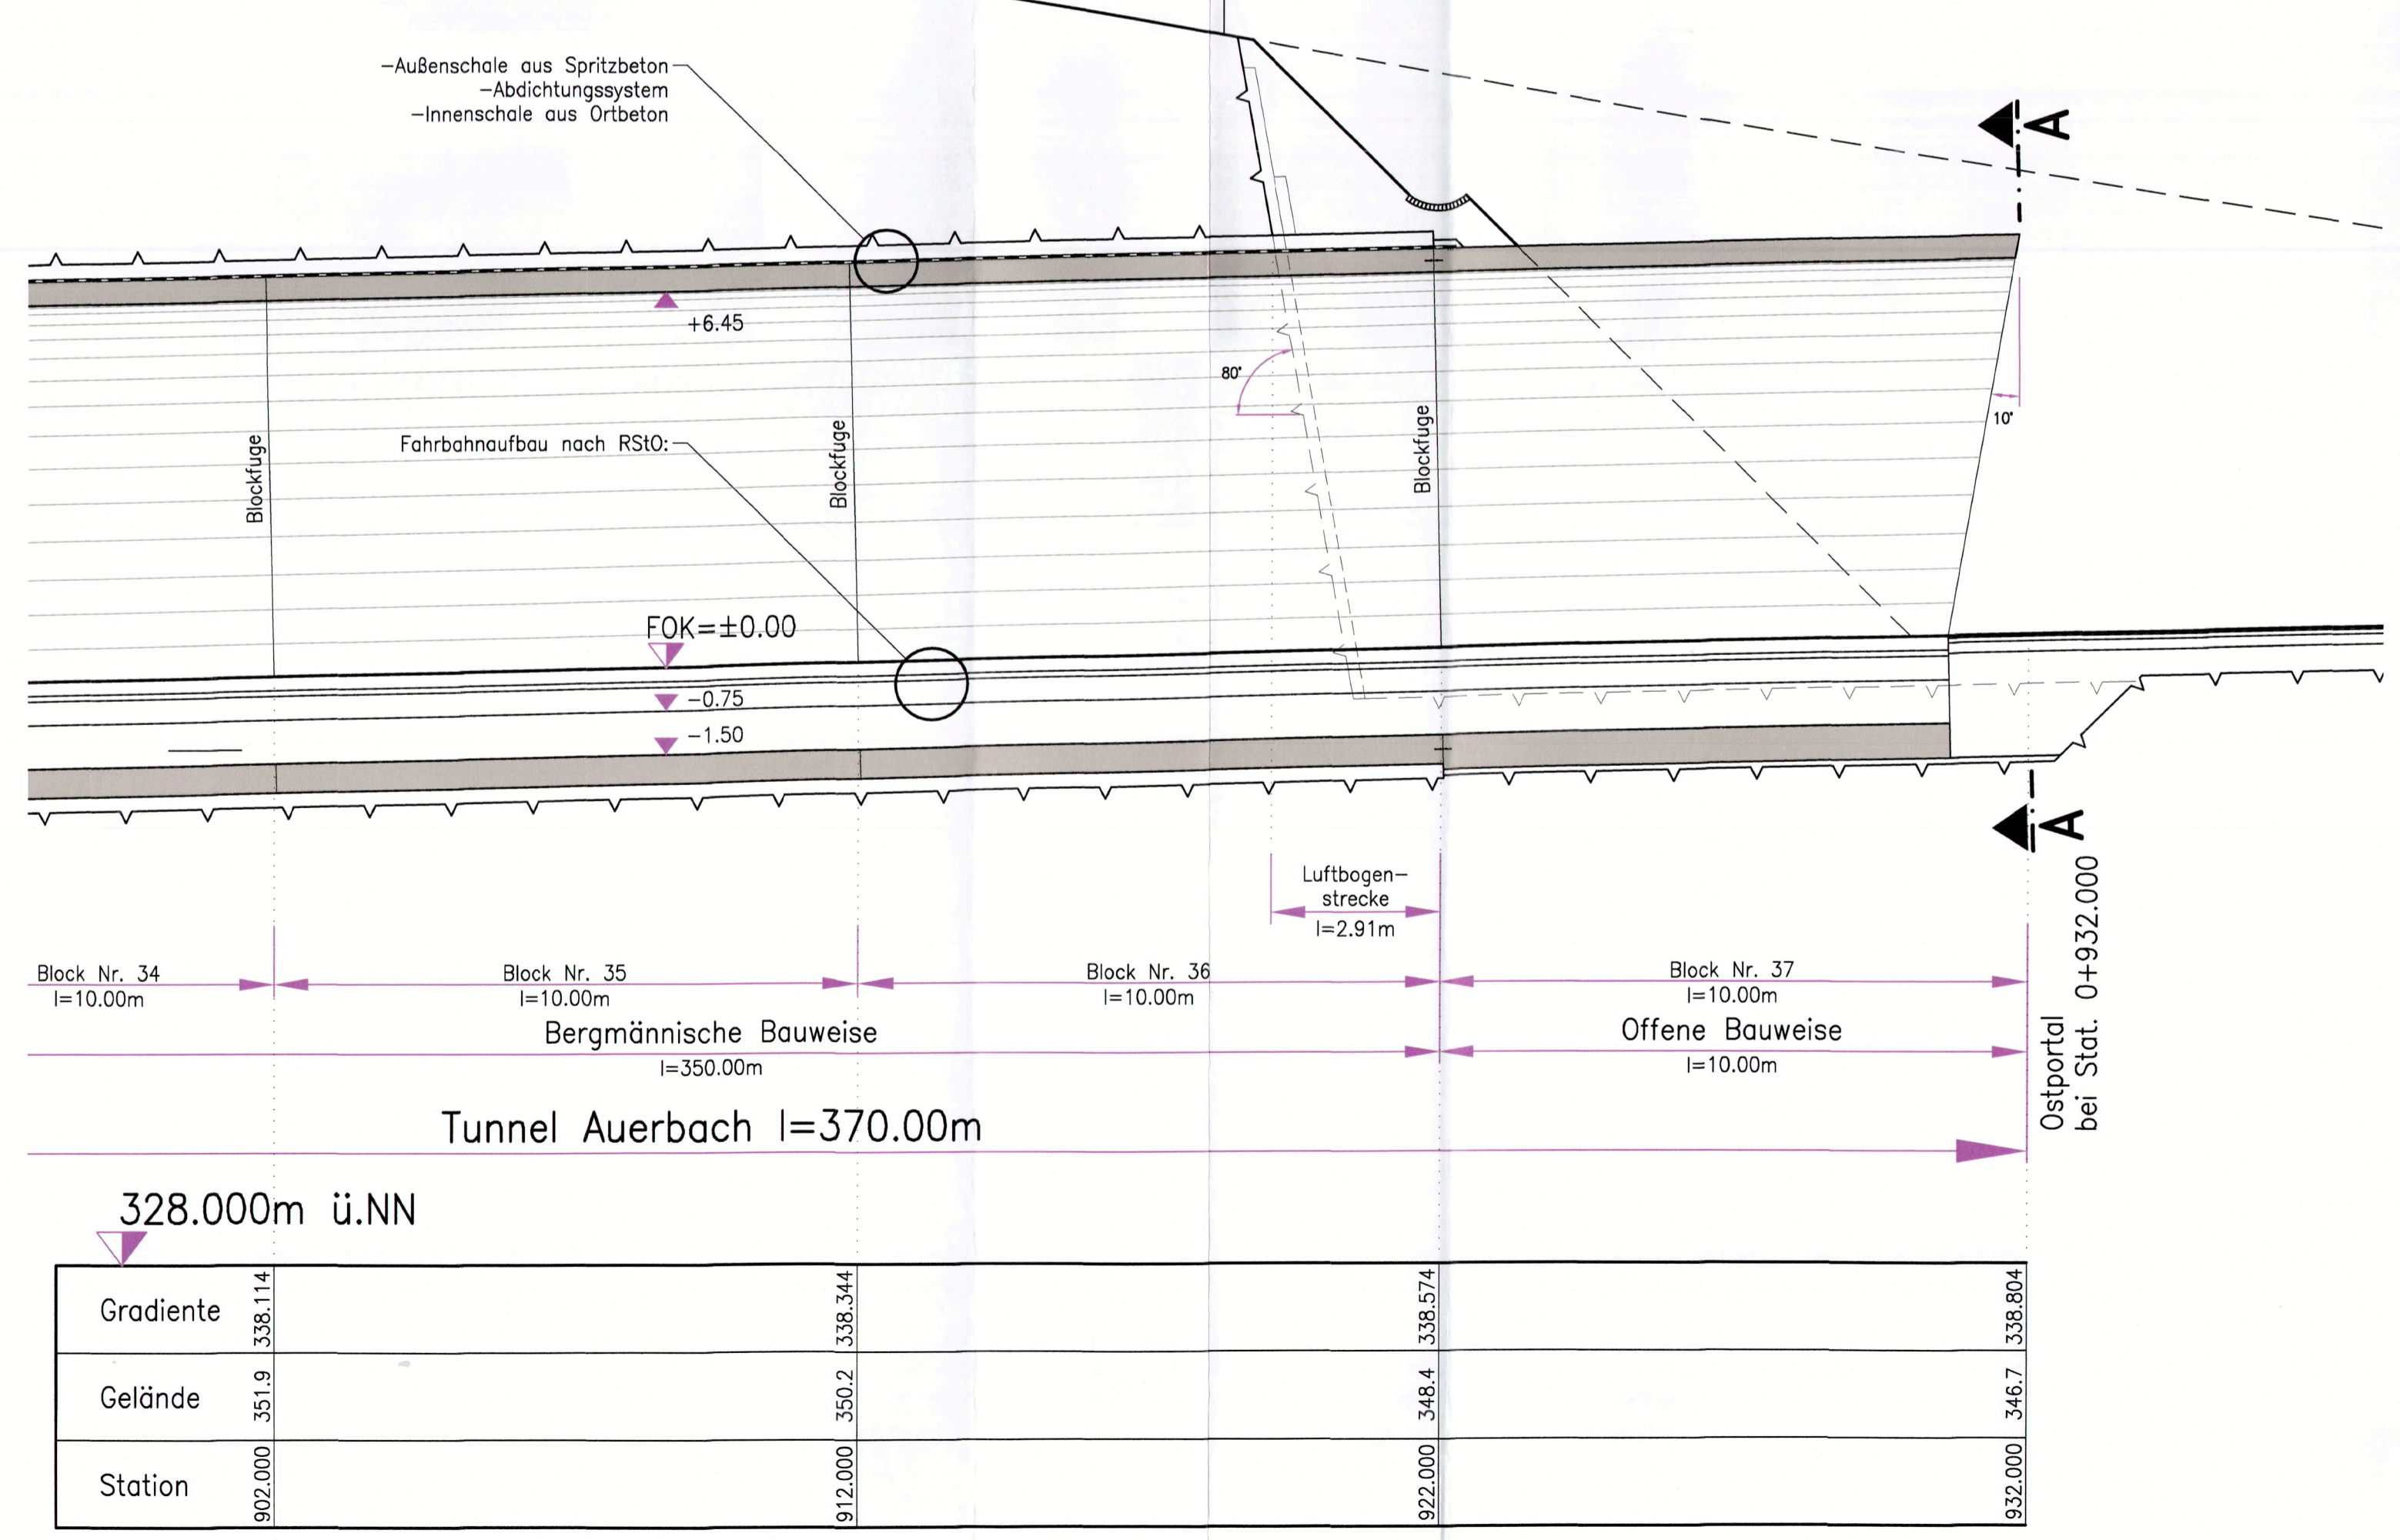 -Außenschale aus Spritzbeton
-Abdichtungssystem
-Innenschale aus Ortbeton
A
+6.45
80°
10°
Blockfuge
Fahrbahnaufbau nach RStO:
Blockfuge
Blockfuge
FOK=±0.00
-0.75
-1.50
A
Luftbogen-
strecke
l=2.91m
Block Nr. 34
l=10.00m
Block Nr. 35
l=10.00m
Block Nr. 36
l=10.00m
Block Nr. 37
l=10.00m
Bergmännische Bauweise
l=350.00m
Offene Bauweise
l=10.00m
Ostportal
bei Stat. 0+932.000
Tunnel Auerbach l=370.00m
328.000m ü.NN
Gradiente 338.114 338.344 338.574 338.804
Gelände 351.9 350.2 348.4 346.7
Station 902.000 912.000 922.000 932.000